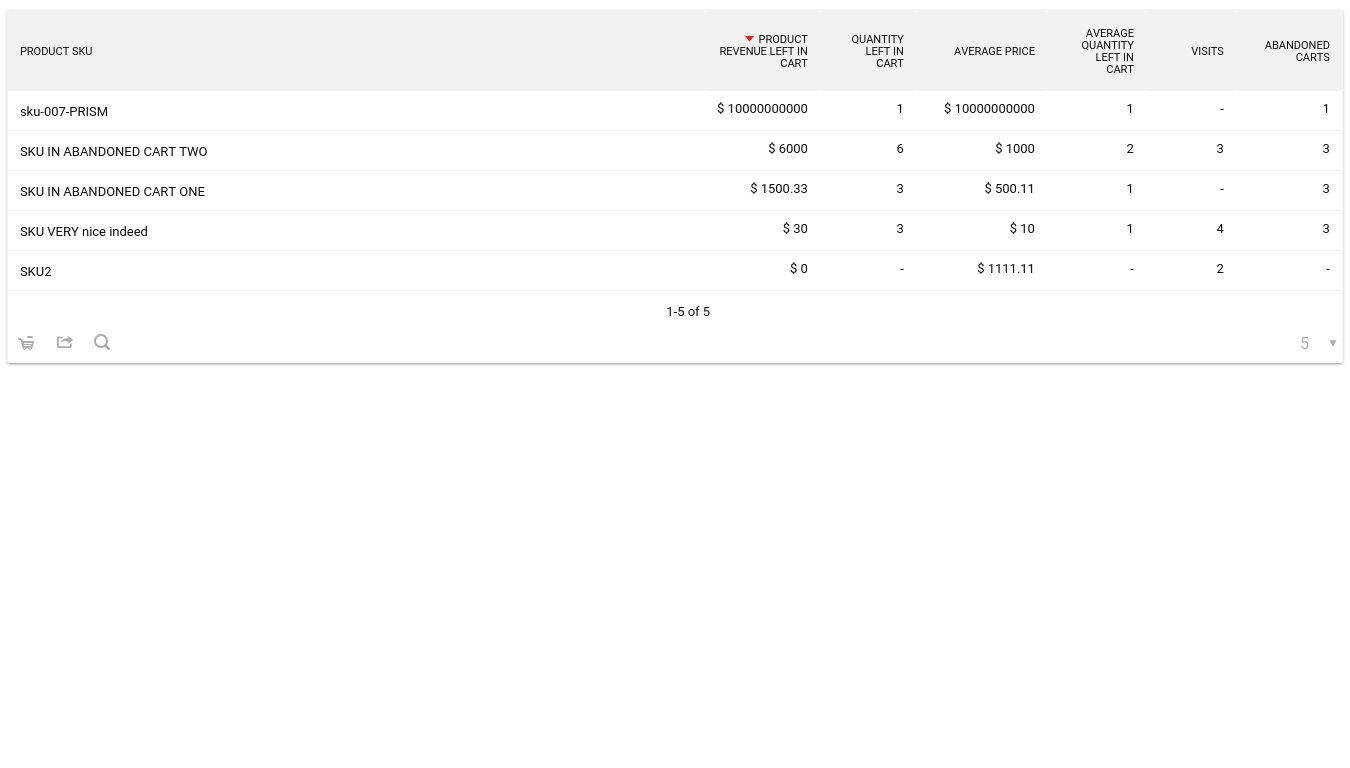 PRODUCT SKU
PRODUCT
REVENUE LEFT IN
CART
QUANTITY
LEFT IN
CART
AVERAGE PRICE
AVERAGE
QUANTITY
LEFT IN
CART
VISITS
ABANDONED
CARTS
sku-007-PRISM $ 10000000000 1 $ 10000000000 1 - 1
SKU IN ABANDONED CART TWO $ 6000 6 $ 1000 2 3 3
SKU IN ABANDONED CART ONE $ 1500.33 3 $ 500.11 1 - 3
SKU VERY nice indeed $ 30 3 $ 10 1 4 3
SKU2 $ 0 - $ 1111.11 - 2 -
1-5 of 5
5